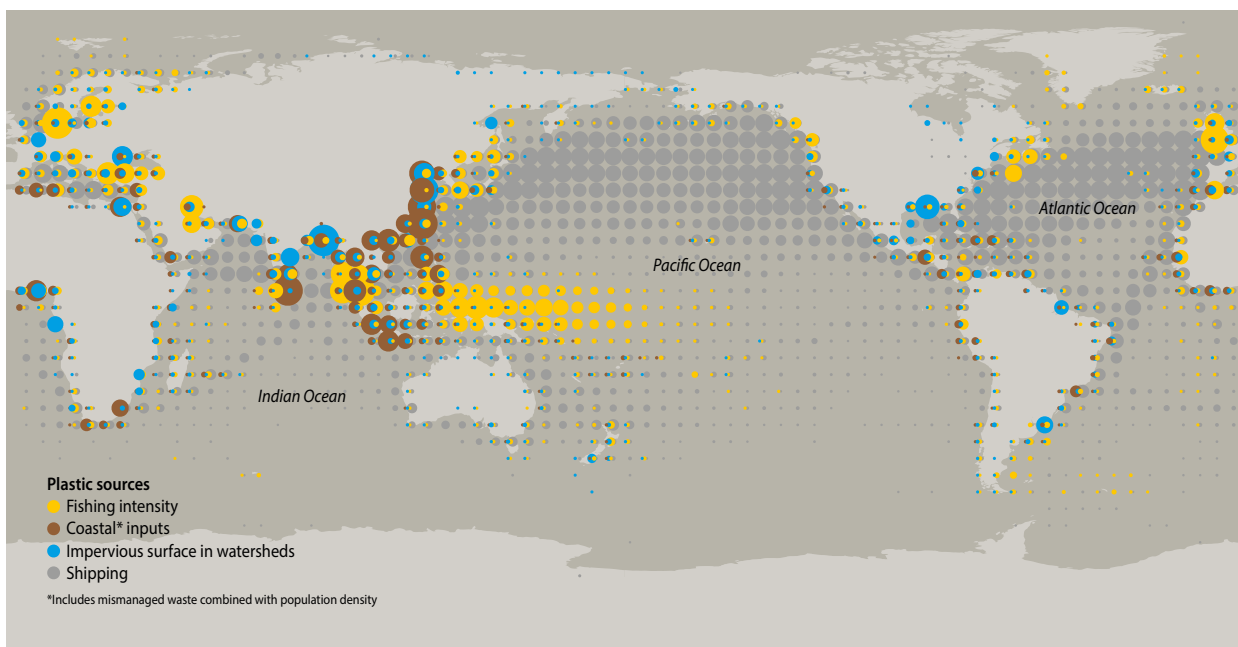 Atlantic Ocean
Pacific Ocean
Indian Ocean
Plastic sources
Fishing intensity
Coastal* inputs
Impervious surface in watersheds
Shipping
*Includes mismanaged waste combined with population density